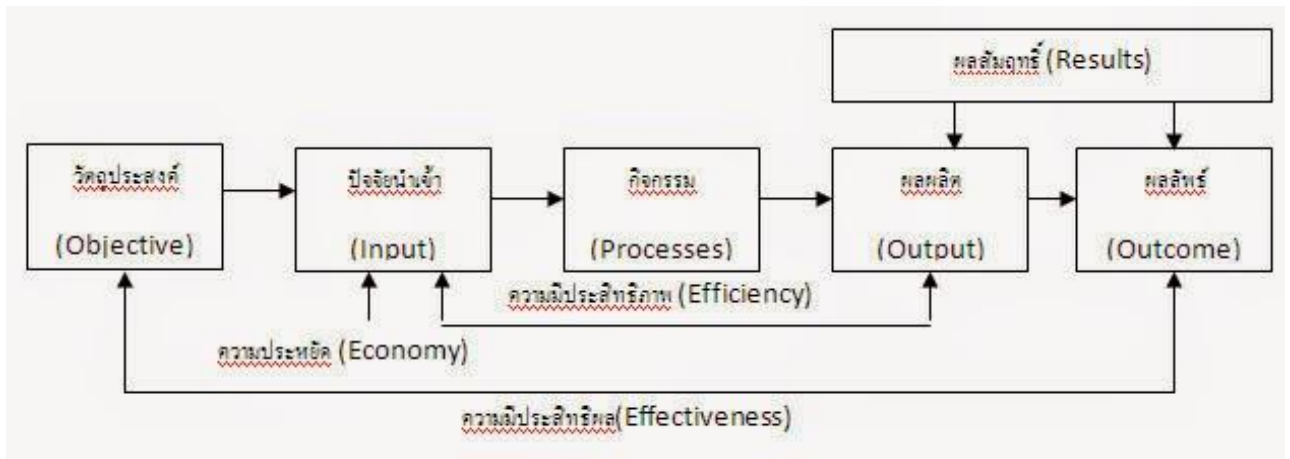 ผลสัมฤทธิ์ (Results)
วัตถุประสงค์
(Objective)
ปัจจัยนำเข้า
(Input)
กิจกรรม
(Processes)
ผลผลิต
(Output)
ผลลัพธ์
(Outcome)
ความมีประสิทธิภาพ (Efficiency)
ความประหยัด (Economy)
ความมีประสิทธิผล(Effectiveness)